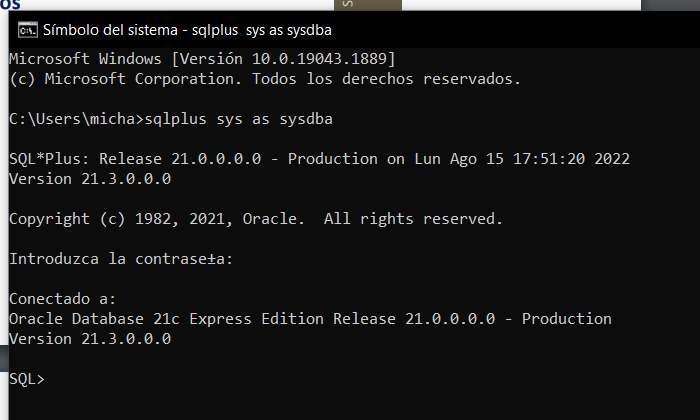 os
S
Símbolo del sistema - sqlplus  sys as sysdba
Microsoft Windows [Versión 10.0.19043.1889]
(c) Microsoft Corporation. Todos los derechos reservados.
C:\Users\micha>sqlplus sys as sysdba
SQL*Plus: Release 21.0.0.0.0 - Production on Lun Ago 15 17:51:20 2022
Version 21.3.0.0.0
Copyright (c) 1982, 2021, Oracle.  All rights reserved.
Introduzca la contrase±a:
Conectado a:
Oracle Database 21c Express Edition Release 21.0.0.0.0 - Production
Version 21.3.0.0.0
SQL>